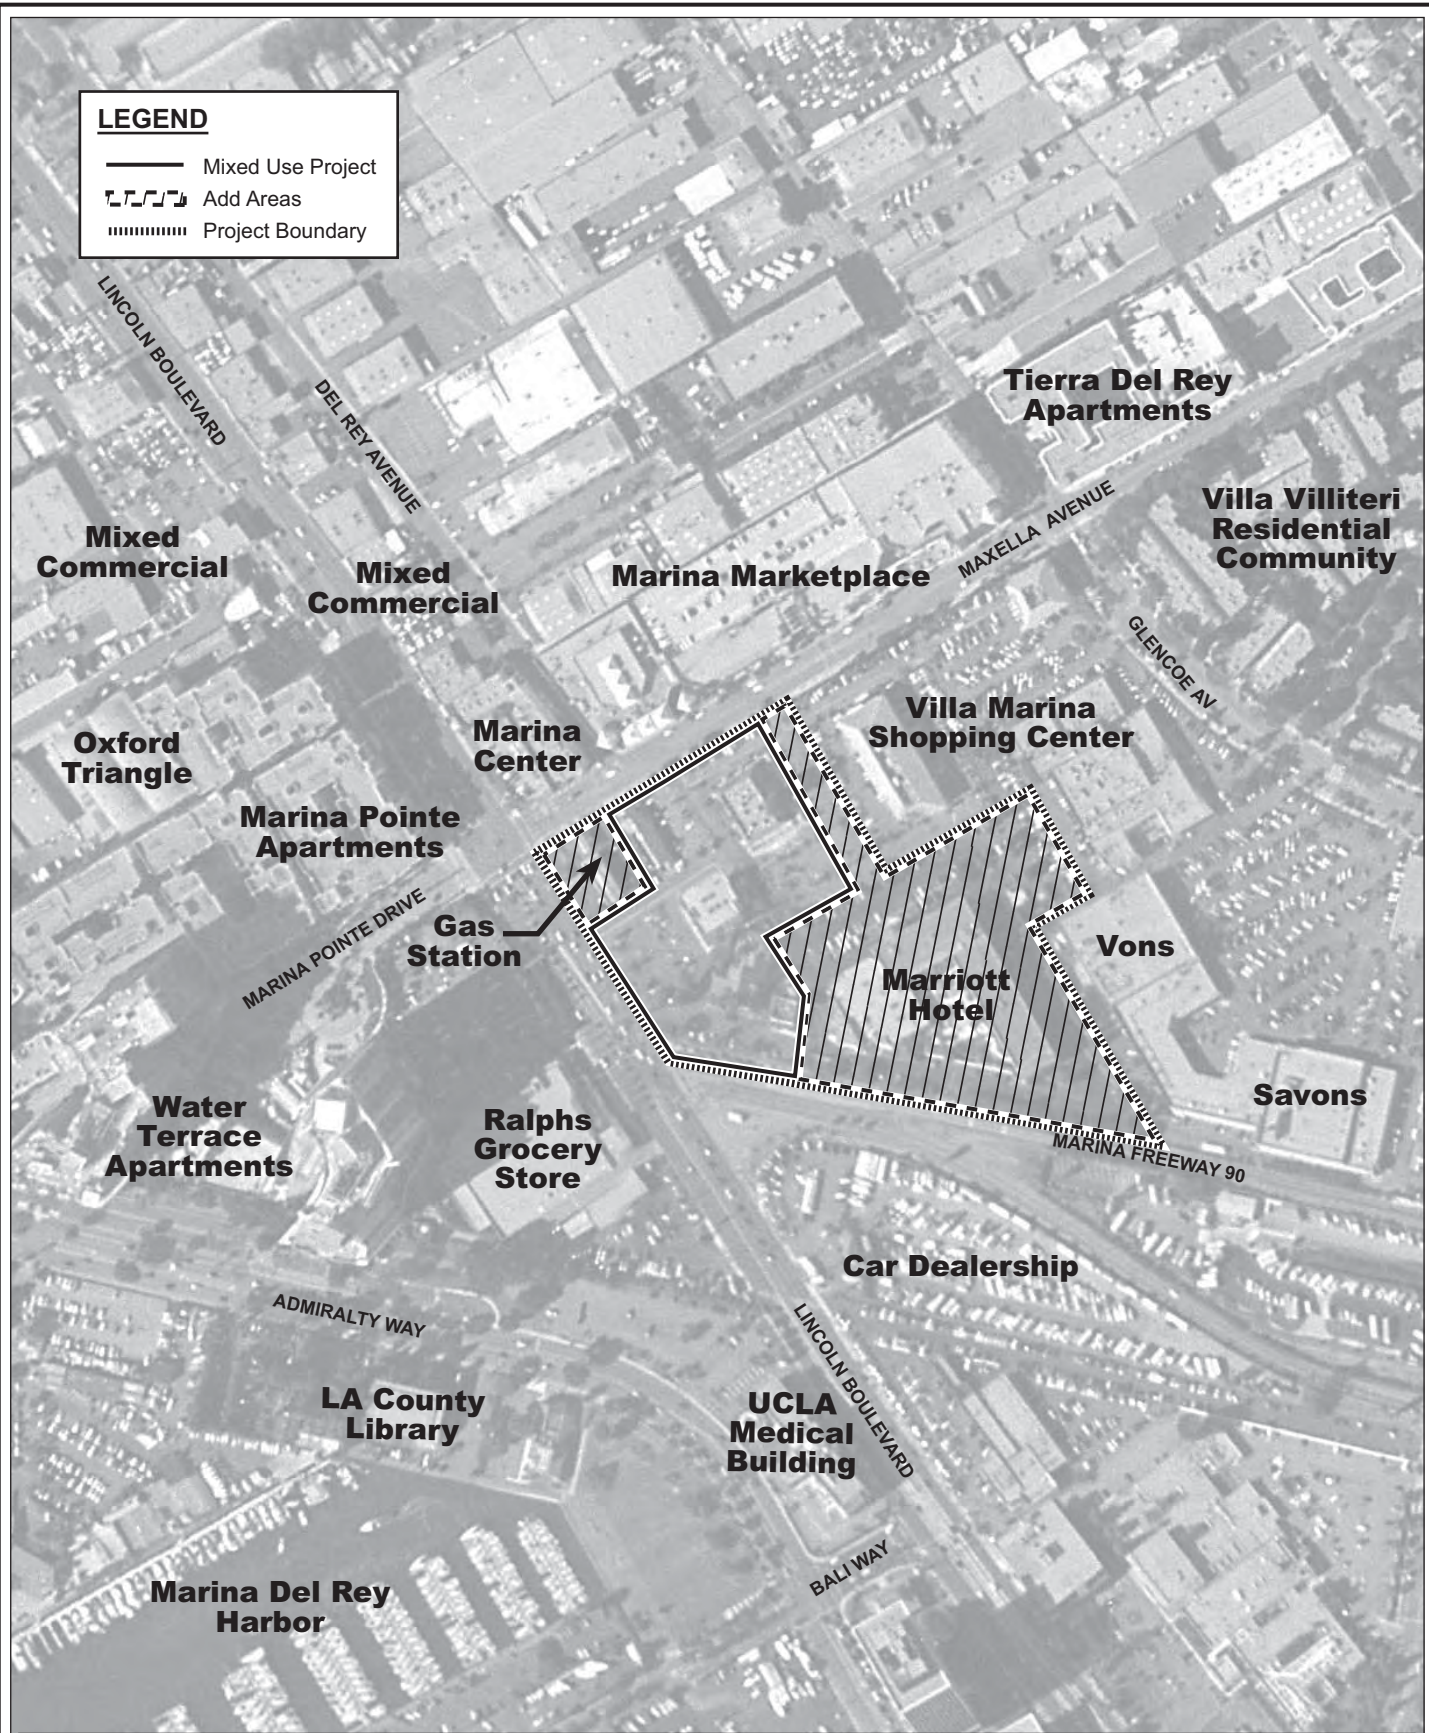 LEGEND
Mixed Use Project
Add Areas
Project Boundary
LINCOLN BOULEVARD
DEL REY AVENUE
Tierra Del Rey
Apartments
MAXELLA AVENUE
Villa Villiteri
Residential
Community
Mixed
Commercial
Mixed
Commercial
Marina Marketplace
GLENCOE AV
Oxford
Triangle
Marina
Center
Villa Marina
Shopping Center
Marina Pointe
Apartments
MARINA POINTE DRIVE
Gas
Station
Vons
Marriott
Hotel
Water
Terrace
Apartments
Ralphs
Grocery
Store
Savons
MARINA FREEWAY 90
Car Dealership
ADMIRALTY WAY
LINCOLN BOULEVARD
LA County
Library
UCLA
Medical
Building
BALI WAY
Marina Del Rey
Harbor